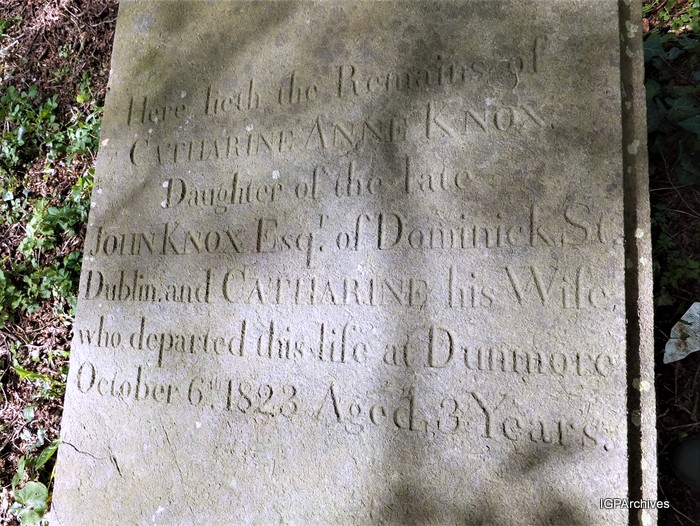 Here lieth the Remains of
CATHARINE ANNE KNOX.
Daughter of the late
JOHN KNOX Esqr. of Dominick St.
Dublin, and CATHARINE his Wife
who departed this life at Dunmore
October 6th 1823 Aged 3 Years.
IGPArchives